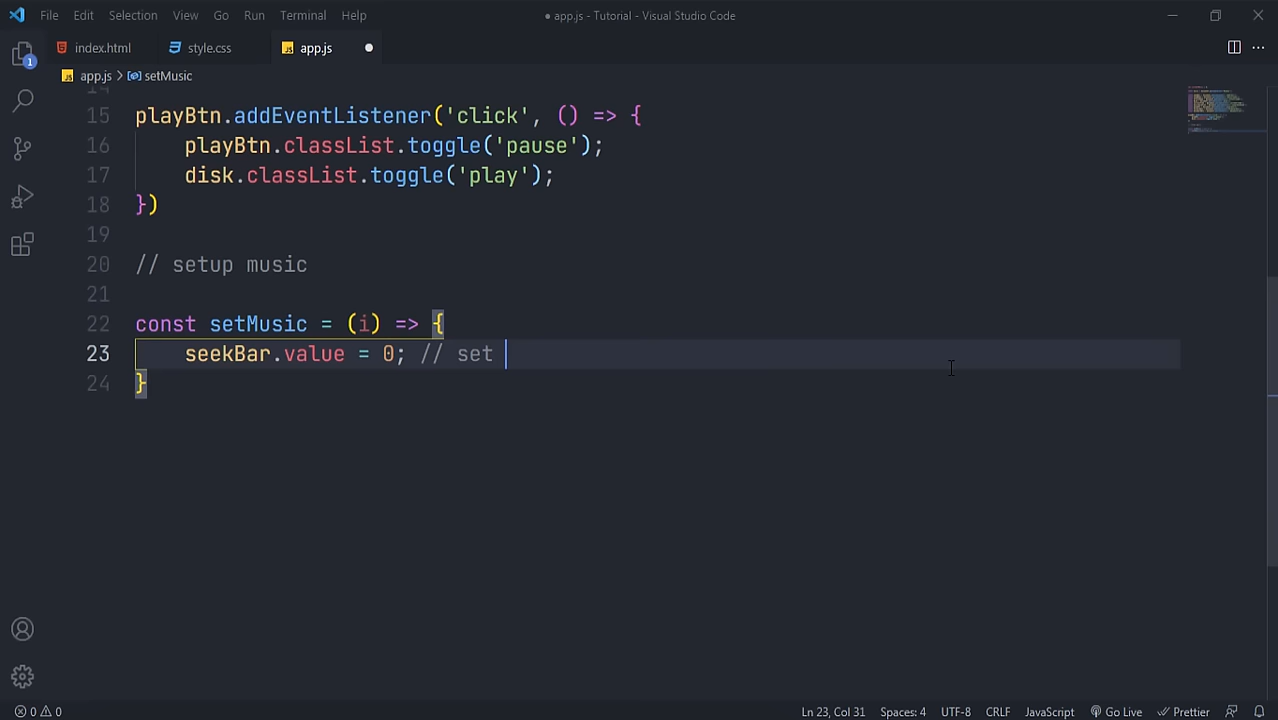 File Edit Selection View Go Run Terminal Help ● app.js - Tutorial - Visual Studio Code
index.html style.css app.js
app.js > setMusic
1
14
15 playBtn.addEventListener('click', () => {
16 playBtn.classList.toggle('pause');
17 disk.classList.toggle('play');
18 })
19
20 // setup music
21
22 const setMusic = (i) => {
23 seekBar.value = 0; // set
24 }
0 0 Ln 23, Col 31 Spaces: 4 UTF-8 CRLF JavaScript Go Live Prettier